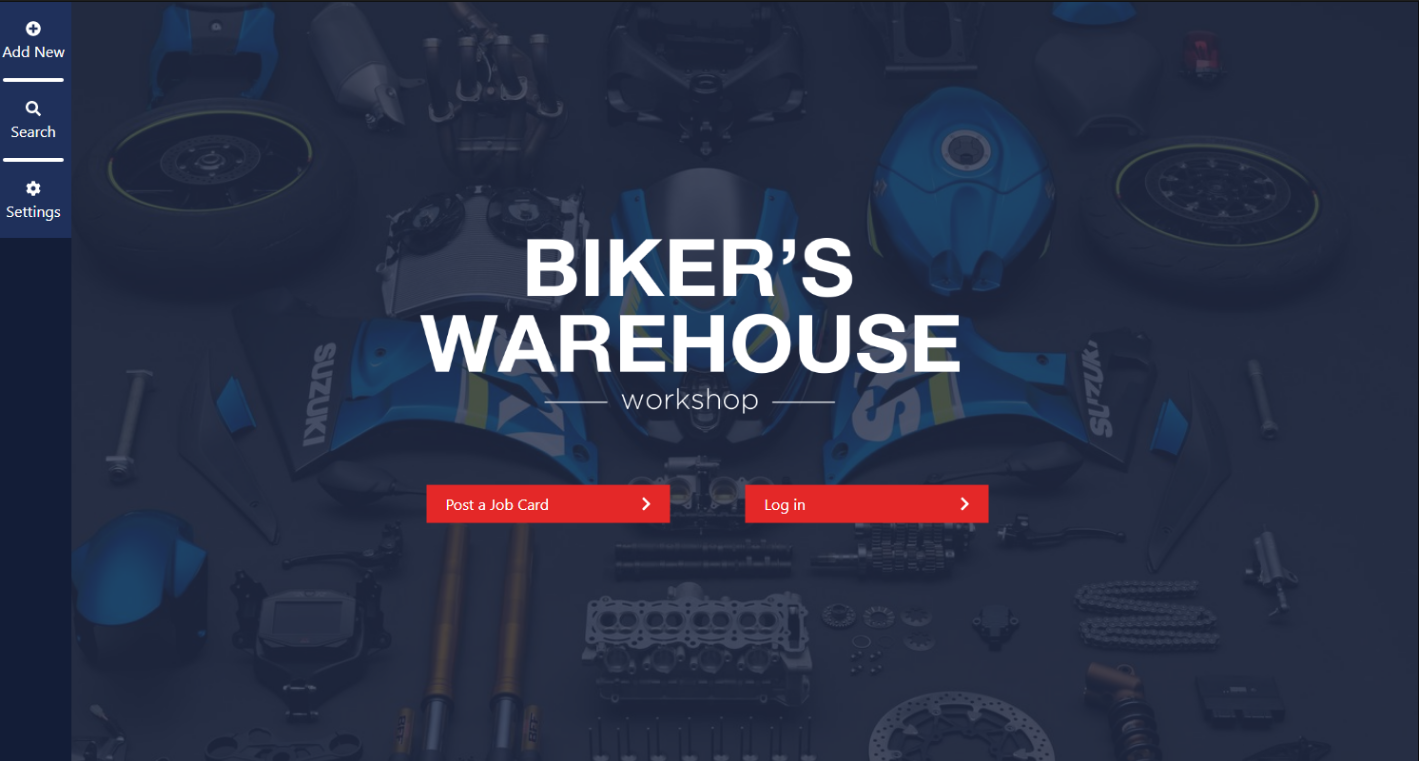 Add New
Search
Settings
BIKER'S
WAREHOUSE
workshop
SUZUKI
SUZUKI
Post a Job Card
Log in